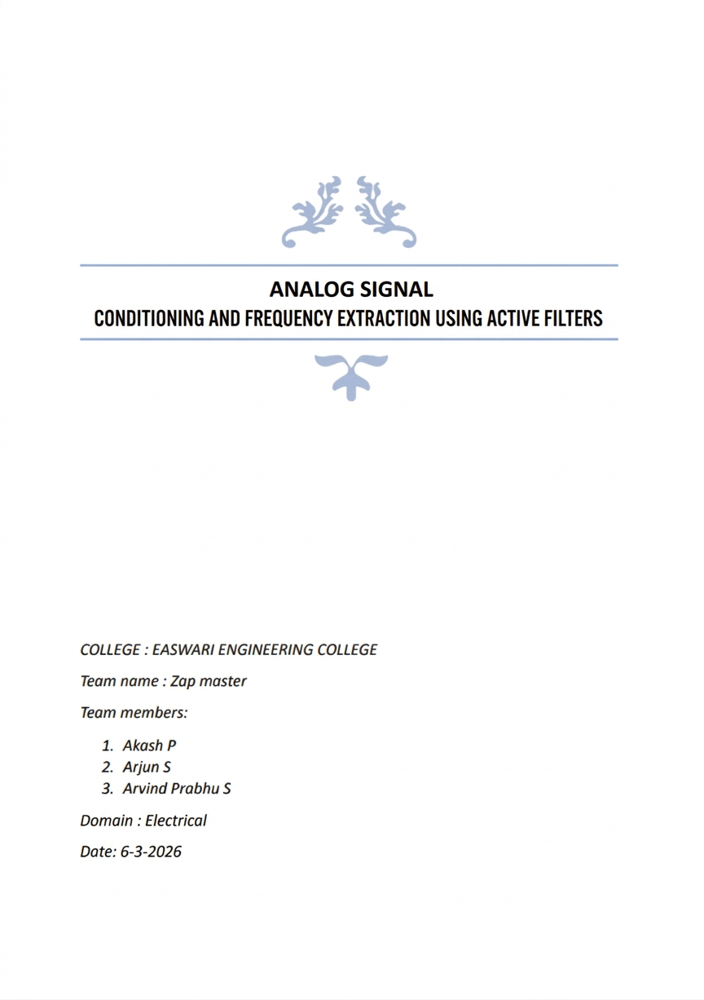 ANALOG SIGNAL
CONDITIONING AND FREQUENCY EXTRACTION USING ACTIVE FILTERS
COLLEGE : EASWARI ENGINEERING COLLEGE
Team name : Zap master
Team members:
1. Akash P
2. Arjun S
3. Arvind Prabhu S
Domain : Electrical
Date: 6-3-2026